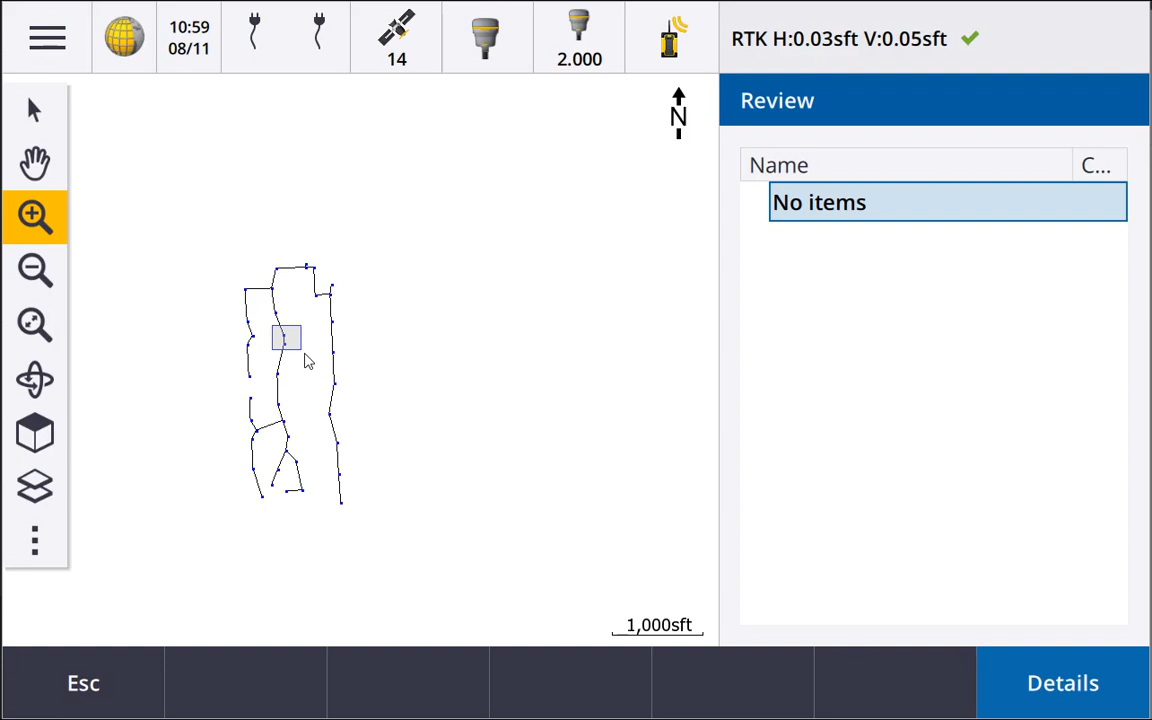 10:59
08/11
14
2.000
RTK H:0.03sft V:0.05sft
Review
N
Name C...
No items
1,000sft
Esc
Details